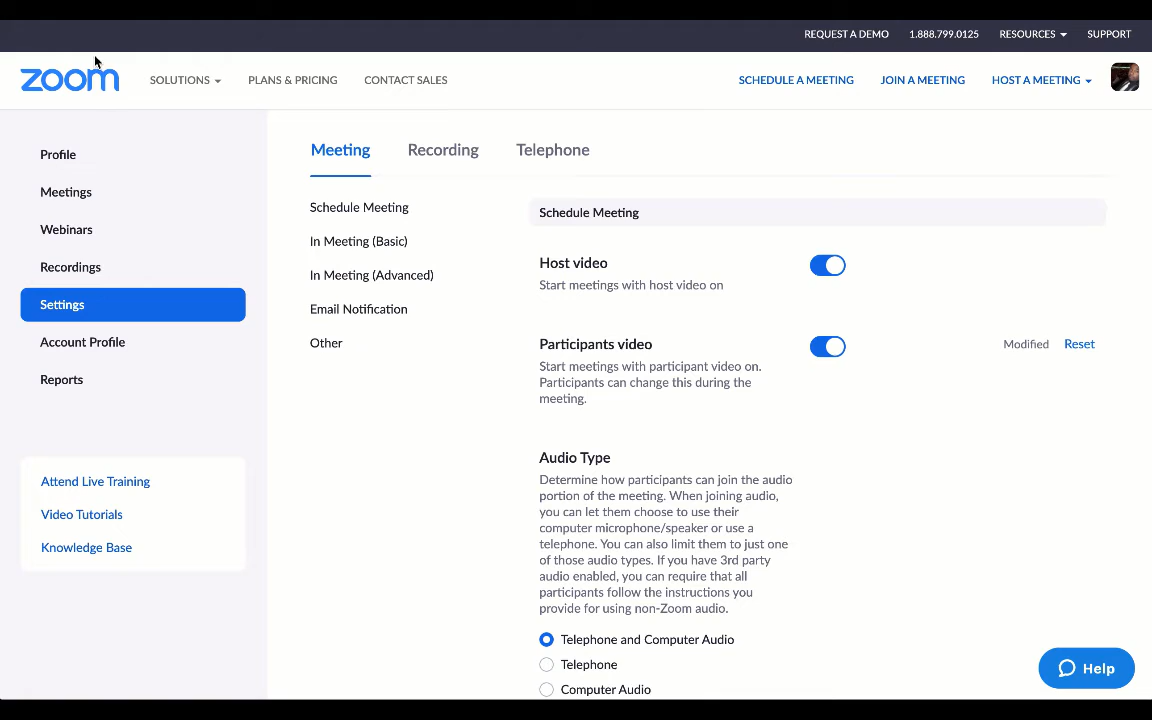 REQUEST A DEMO 1.888.799.0125 RESOURCES SUPPORT
zoom SOLUTIONS PLANS & PRICING CONTACT SALES SCHEDULE A MEETING JOIN A MEETING HOST A MEETING
Profile
Meetings
Webinars
Recordings
Settings
Account Profile
Reports
Attend Live Training
Video Tutorials
Knowledge Base
Meeting Recording Telephone
Schedule Meeting
In Meeting (Basic)
In Meeting (Advanced)
Email Notification
Other
Schedule Meeting
Host video
Start meetings with host video on
Participants video
Modified Reset
Start meetings with participant video on.
Participants can change this during the
meeting.
Audio Type
Determine how participants can join the audio
portion of the meeting. When joining audio,
you can let them choose to use their
computer microphone/speaker or use a
telephone. You can also limit them to just one
of those audio types. If you have 3rd party
audio enabled, you can require that all
participants follow the instructions you
provide for using non-Zoom audio.
Telephone and Computer Audio
Telephone
Computer Audio
Help